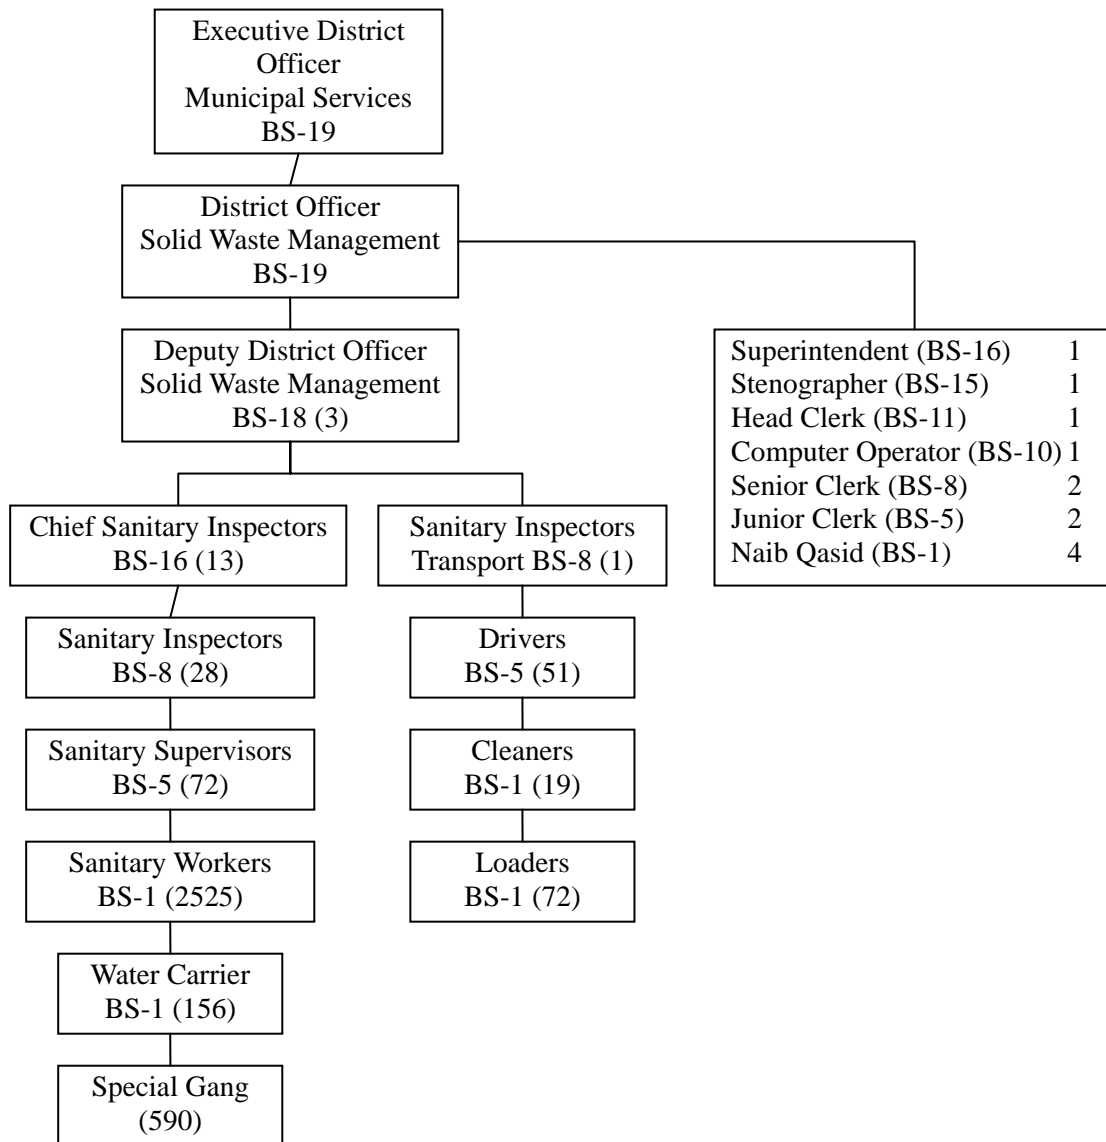 Executive District
Officer
Municipal Services
BS-19
District Officer
Solid Waste Management
BS-19
Deputy District Officer
Solid Waste Management
BS-18 (3)
Superintendent (BS-16) 1
Stenographer (BS-15) 1
Head Clerk (BS-11) 1
Computer Operator (BS-10) 1
Senior Clerk (BS-8) 2
Junior Clerk (BS-5) 2
Naib Qasid (BS-1) 4
Chief Sanitary Inspectors
BS-16 (13)
Sanitary Inspectors
Transport BS-8 (1)
Sanitary Inspectors
BS-8 (28)
Drivers
BS-5 (51)
Sanitary Supervisors
BS-5 (72)
Cleaners
BS-1 (19)
Sanitary Workers
BS-1 (2525)
Loaders
BS-1 (72)
Water Carrier
BS-1 (156)
Special Gang
(590)